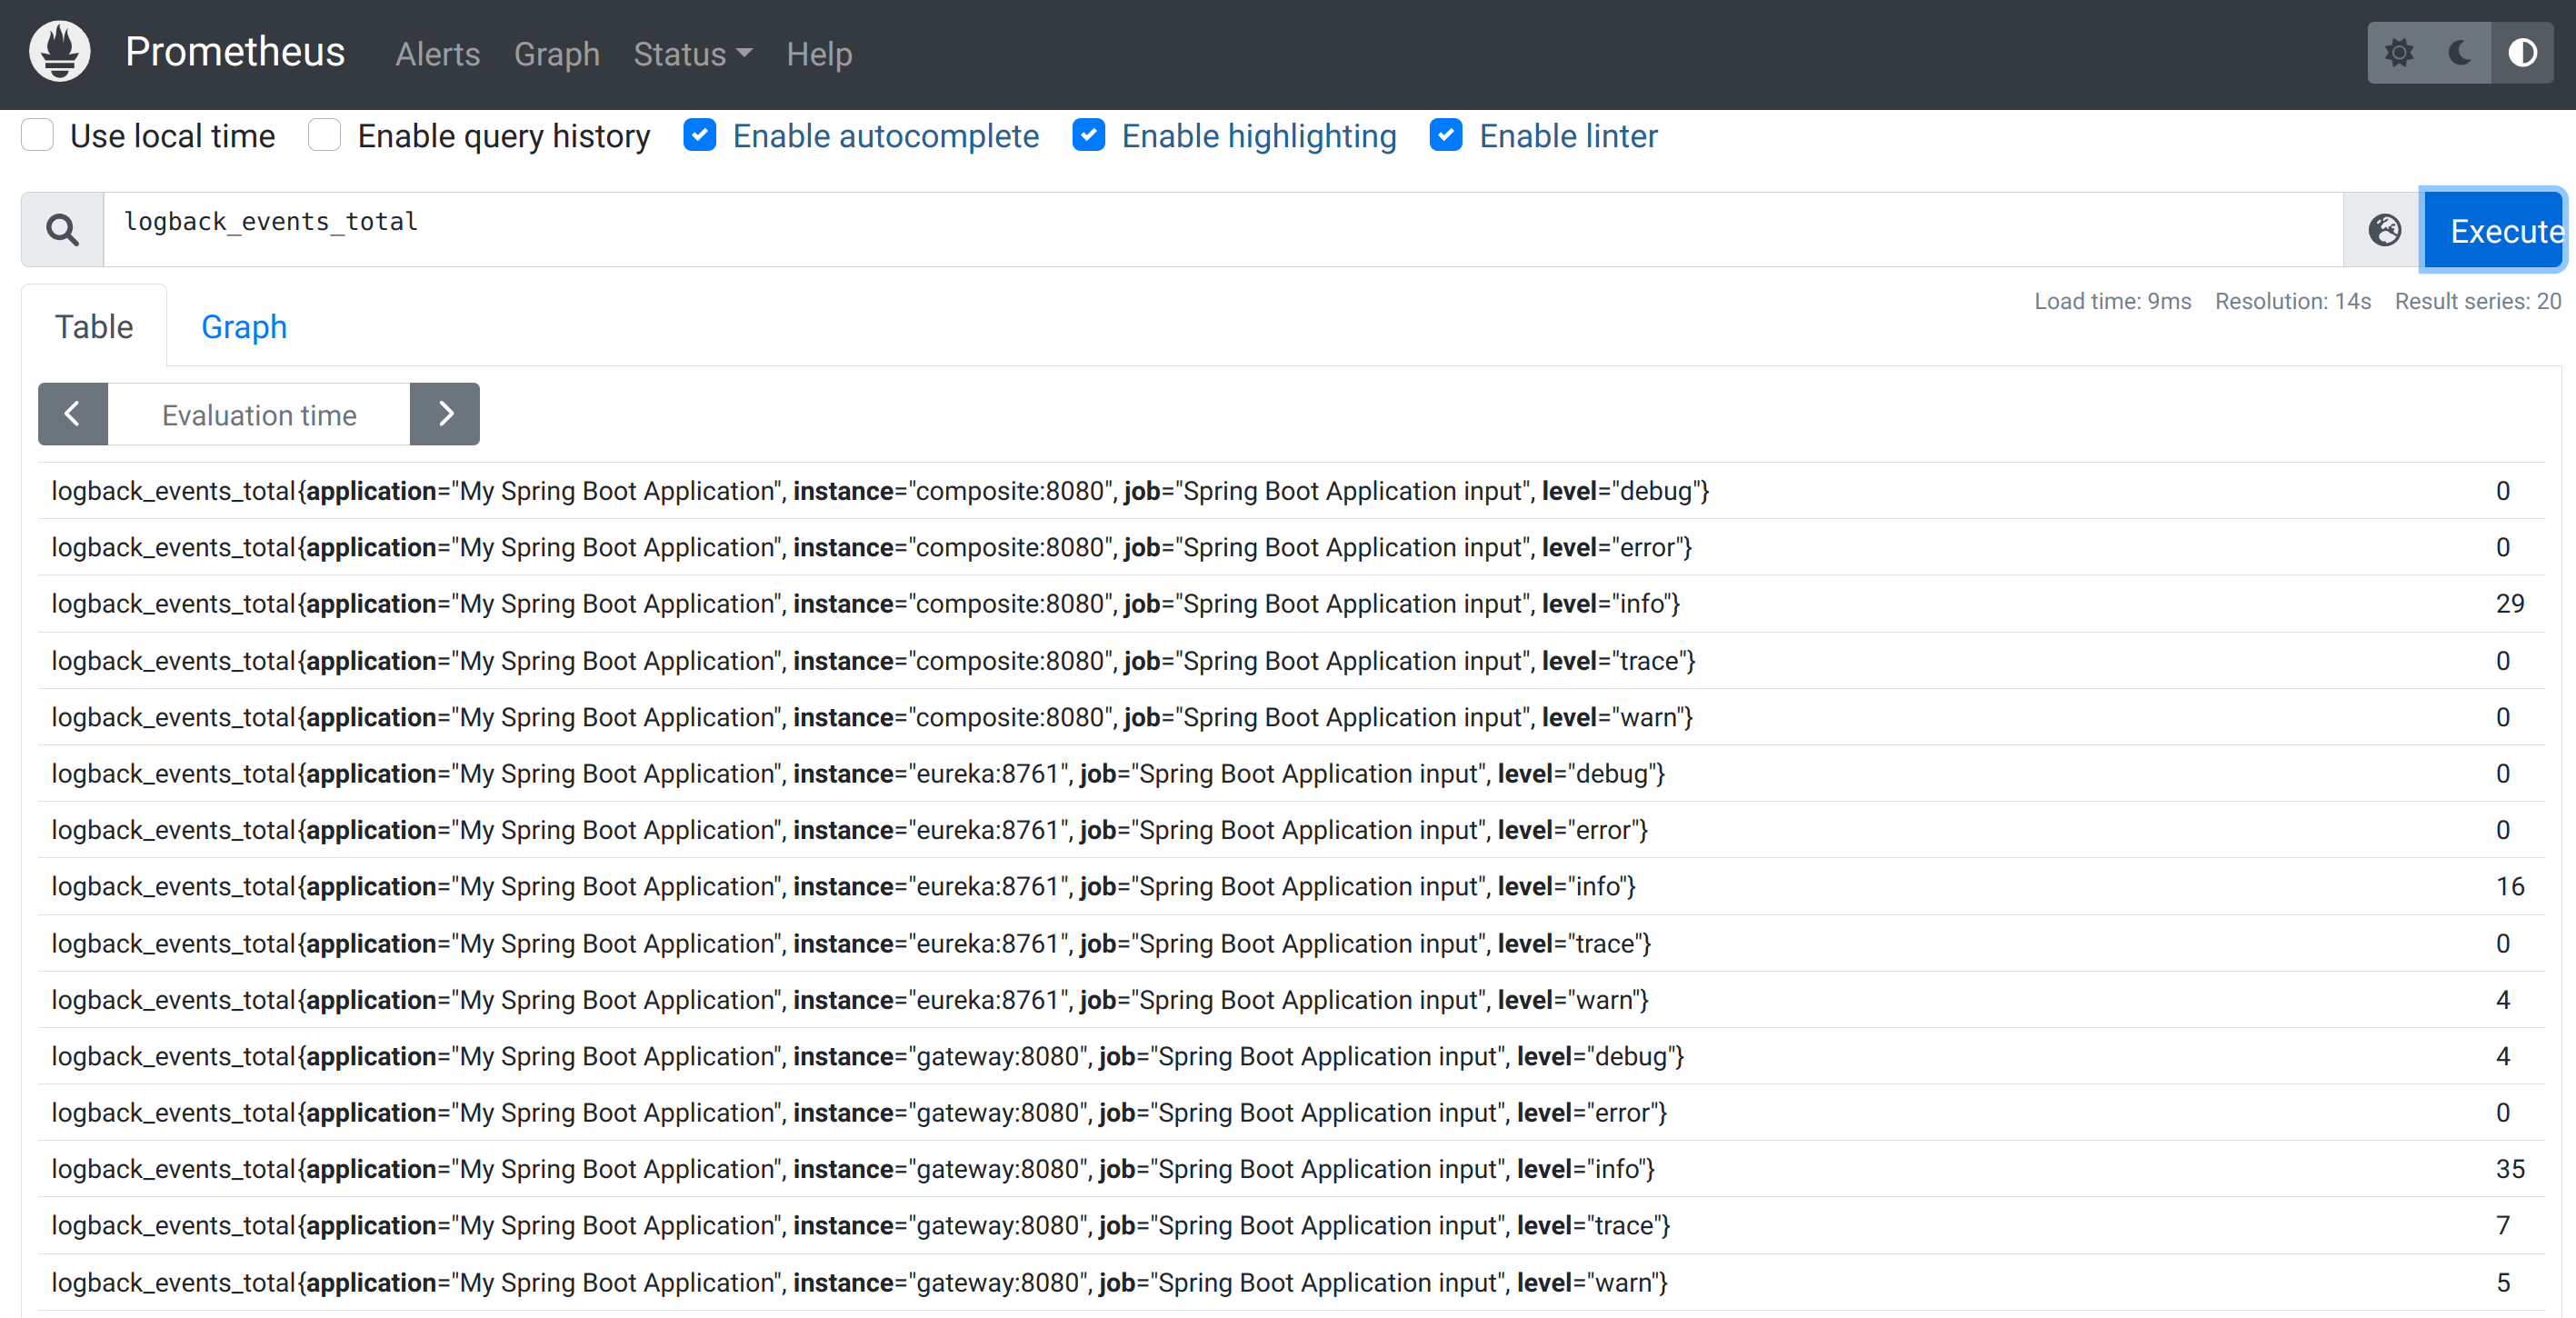 Prometheus Alerts Graph Status Help
Use local time Enable query history Enable autocomplete Enable highlighting Enable linter
logback_events_total Execute
Load time: 9ms Resolution: 14s Result series: 20
Table Graph
Evaluation time
logback_events_total{application="My Spring Boot Application", instance="composite:8080", job="Spring Boot Application input", level="debug"} 0
logback_events_total{application="My Spring Boot Application", instance="composite:8080", job="Spring Boot Application input", level="error"} 0
logback_events_total{application="My Spring Boot Application", instance="composite:8080", job="Spring Boot Application input", level="info"} 29
logback_events_total{application="My Spring Boot Application", instance="composite:8080", job="Spring Boot Application input", level="trace"} 0
logback_events_total{application="My Spring Boot Application", instance="composite:8080", job="Spring Boot Application input", level="warn"} 0
logback_events_total{application="My Spring Boot Application", instance="eureka:8761", job="Spring Boot Application input", level="debug"} 0
logback_events_total{application="My Spring Boot Application", instance="eureka:8761", job="Spring Boot Application input", level="error"} 0
logback_events_total{application="My Spring Boot Application", instance="eureka:8761", job="Spring Boot Application input", level="info"} 16
logback_events_total{application="My Spring Boot Application", instance="eureka:8761", job="Spring Boot Application input", level="trace"} 0
logback_events_total{application="My Spring Boot Application", instance="eureka:8761", job="Spring Boot Application input", level="warn"} 4
logback_events_total{application="My Spring Boot Application", instance="gateway:8080", job="Spring Boot Application input", level="debug"} 4
logback_events_total{application="My Spring Boot Application", instance="gateway:8080", job="Spring Boot Application input", level="error"} 0
logback_events_total{application="My Spring Boot Application", instance="gateway:8080", job="Spring Boot Application input", level="info"} 35
logback_events_total{application="My Spring Boot Application", instance="gateway:8080", job="Spring Boot Application input", level="trace"} 7
logback_events_total{application="My Spring Boot Application", instance="gateway:8080", job="Spring Boot Application input", level="warn"} 5